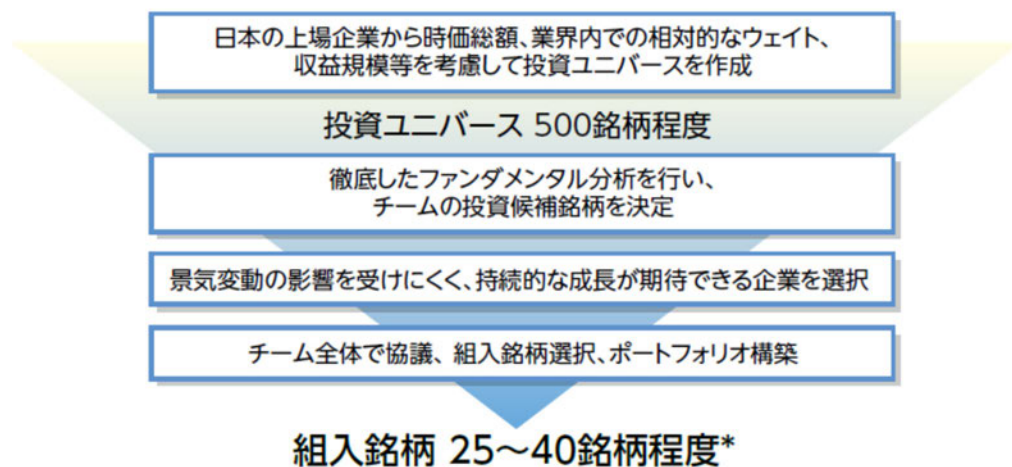 日本の上場企業から時価総額、業界内での相対的なウェイト、
収益規模等を考慮して投資ユニバースを作成
投資ユニバース 500銘柄程度
徹底したファンダメンタル分析を行い、
チームの投資候補銘柄を決定
景気変動の影響を受けにくく、持続的な成長が期待できる企業を選択
チーム全体で協議、組入銘柄選択、ポートフォリオ構築
組入銘柄 25～40銘柄程度*